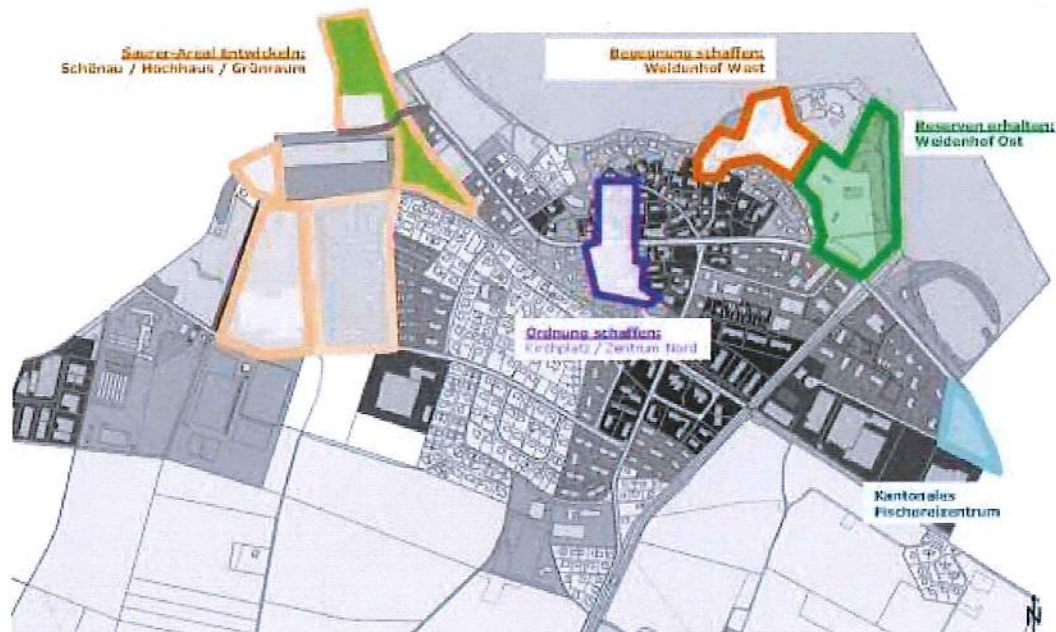 Saurer-Areal Entwickeln:
Schönau / Hochhaus / Grünraum
Begegnung schaffen:
Weidenhof West
Reserven erhalten:
Weidenhof Ost
Ordnung schaffen:
Kirchplatz / Zentrum Nord
Kantonales
Fischereizentrum
N